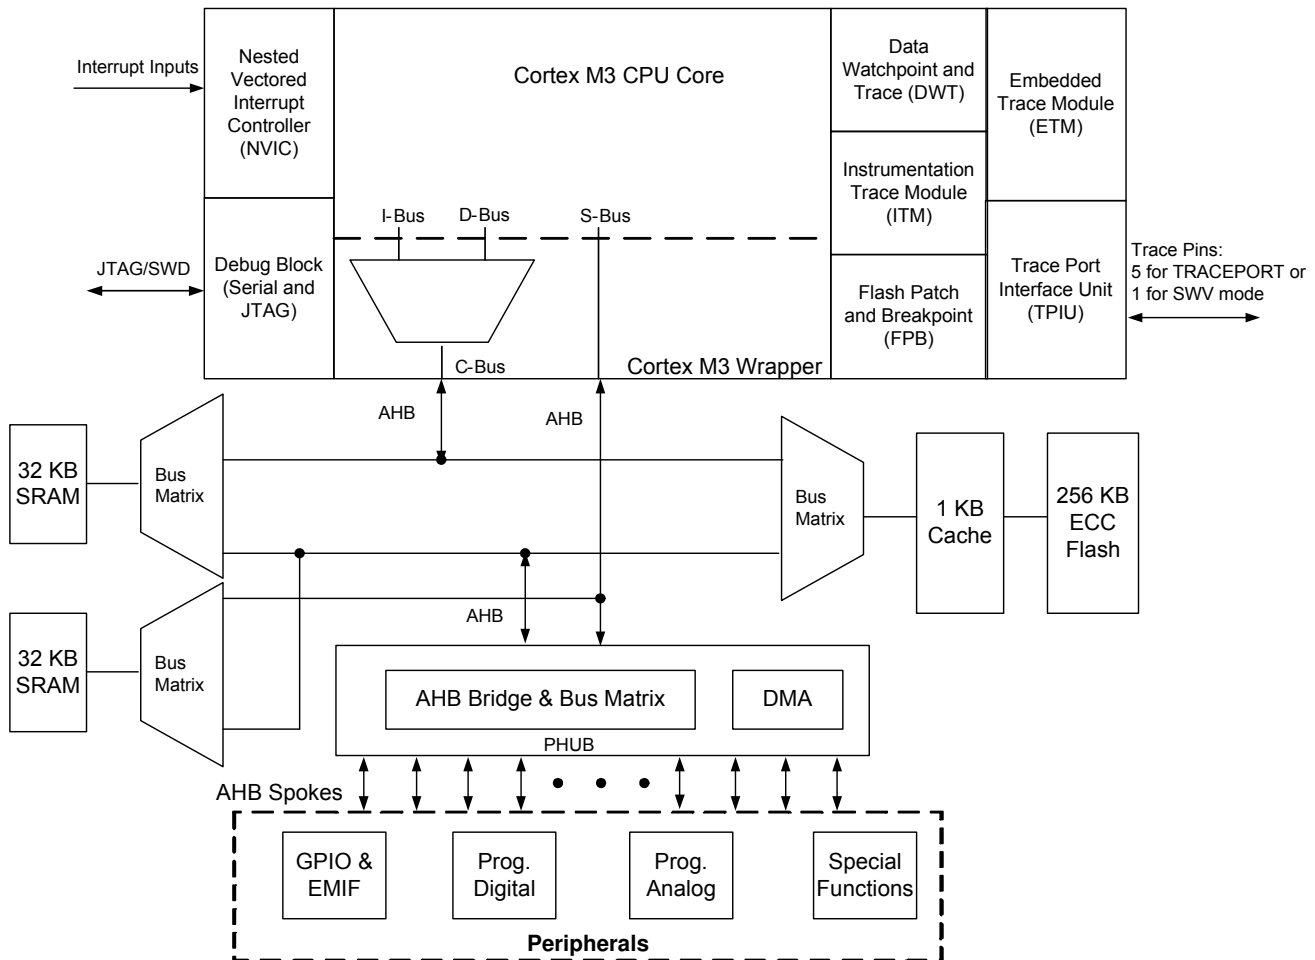 Interrupt Inputs
Nested
Vectored
Interrupt
Controller
(NVIC)
Cortex M3 CPU Core
Data
Watchpoint and
Trace (DWT)
Embedded
Trace Module
(ETM)
Instrumentation
Trace Module
(ITM)
I-Bus
D-Bus
S-Bus
JTAG/SWD
Debug Block
(Serial and
JTAG)
Flash Patch
and Breakpoint
(FPB)
Trace Port
Interface Unit
(TPIU)
Trace Pins:
5 for TRACEPORT or
1 for SWV mode
C-Bus
Cortex M3 Wrapper
AHB
AHB
32 KB
SRAM
Bus
Matrix
Bus
Matrix
1 KB
Cache
256 KB
ECC
Flash
AHB
32 KB
SRAM
Bus
Matrix
AHB Bridge & Bus Matrix
DMA
PHUB
AHB Spokes
GPIO &
EMIF
Prog.
Digital
Prog.
Analog
Special
Functions
Peripherals